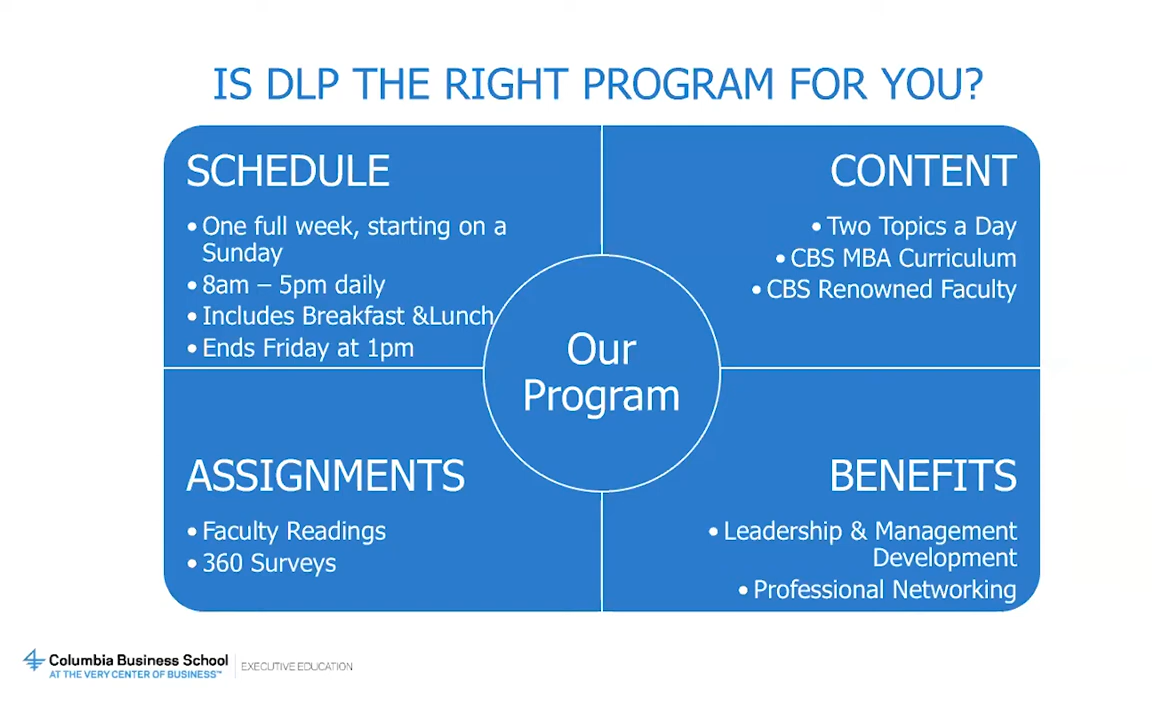 IS DLP THE RIGHT PROGRAM FOR YOU?
SCHEDULE
• One full week, starting on a
Sunday
• 8am – 5pm daily
• Includes Breakfast &Lunch
• Ends Friday at 1pm
CONTENT
• Two Topics a Day
• CBS MBA Curriculum
• CBS Renowned Faculty
Our
Program
ASSIGNMENTS
• Faculty Readings
• 360 Surveys
BENEFITS
• Leadership & Management
Development
• Professional Networking
Columbia Business School
AT THE VERY CENTER OF BUSINESS™
EXECUTIVE EDUCATION